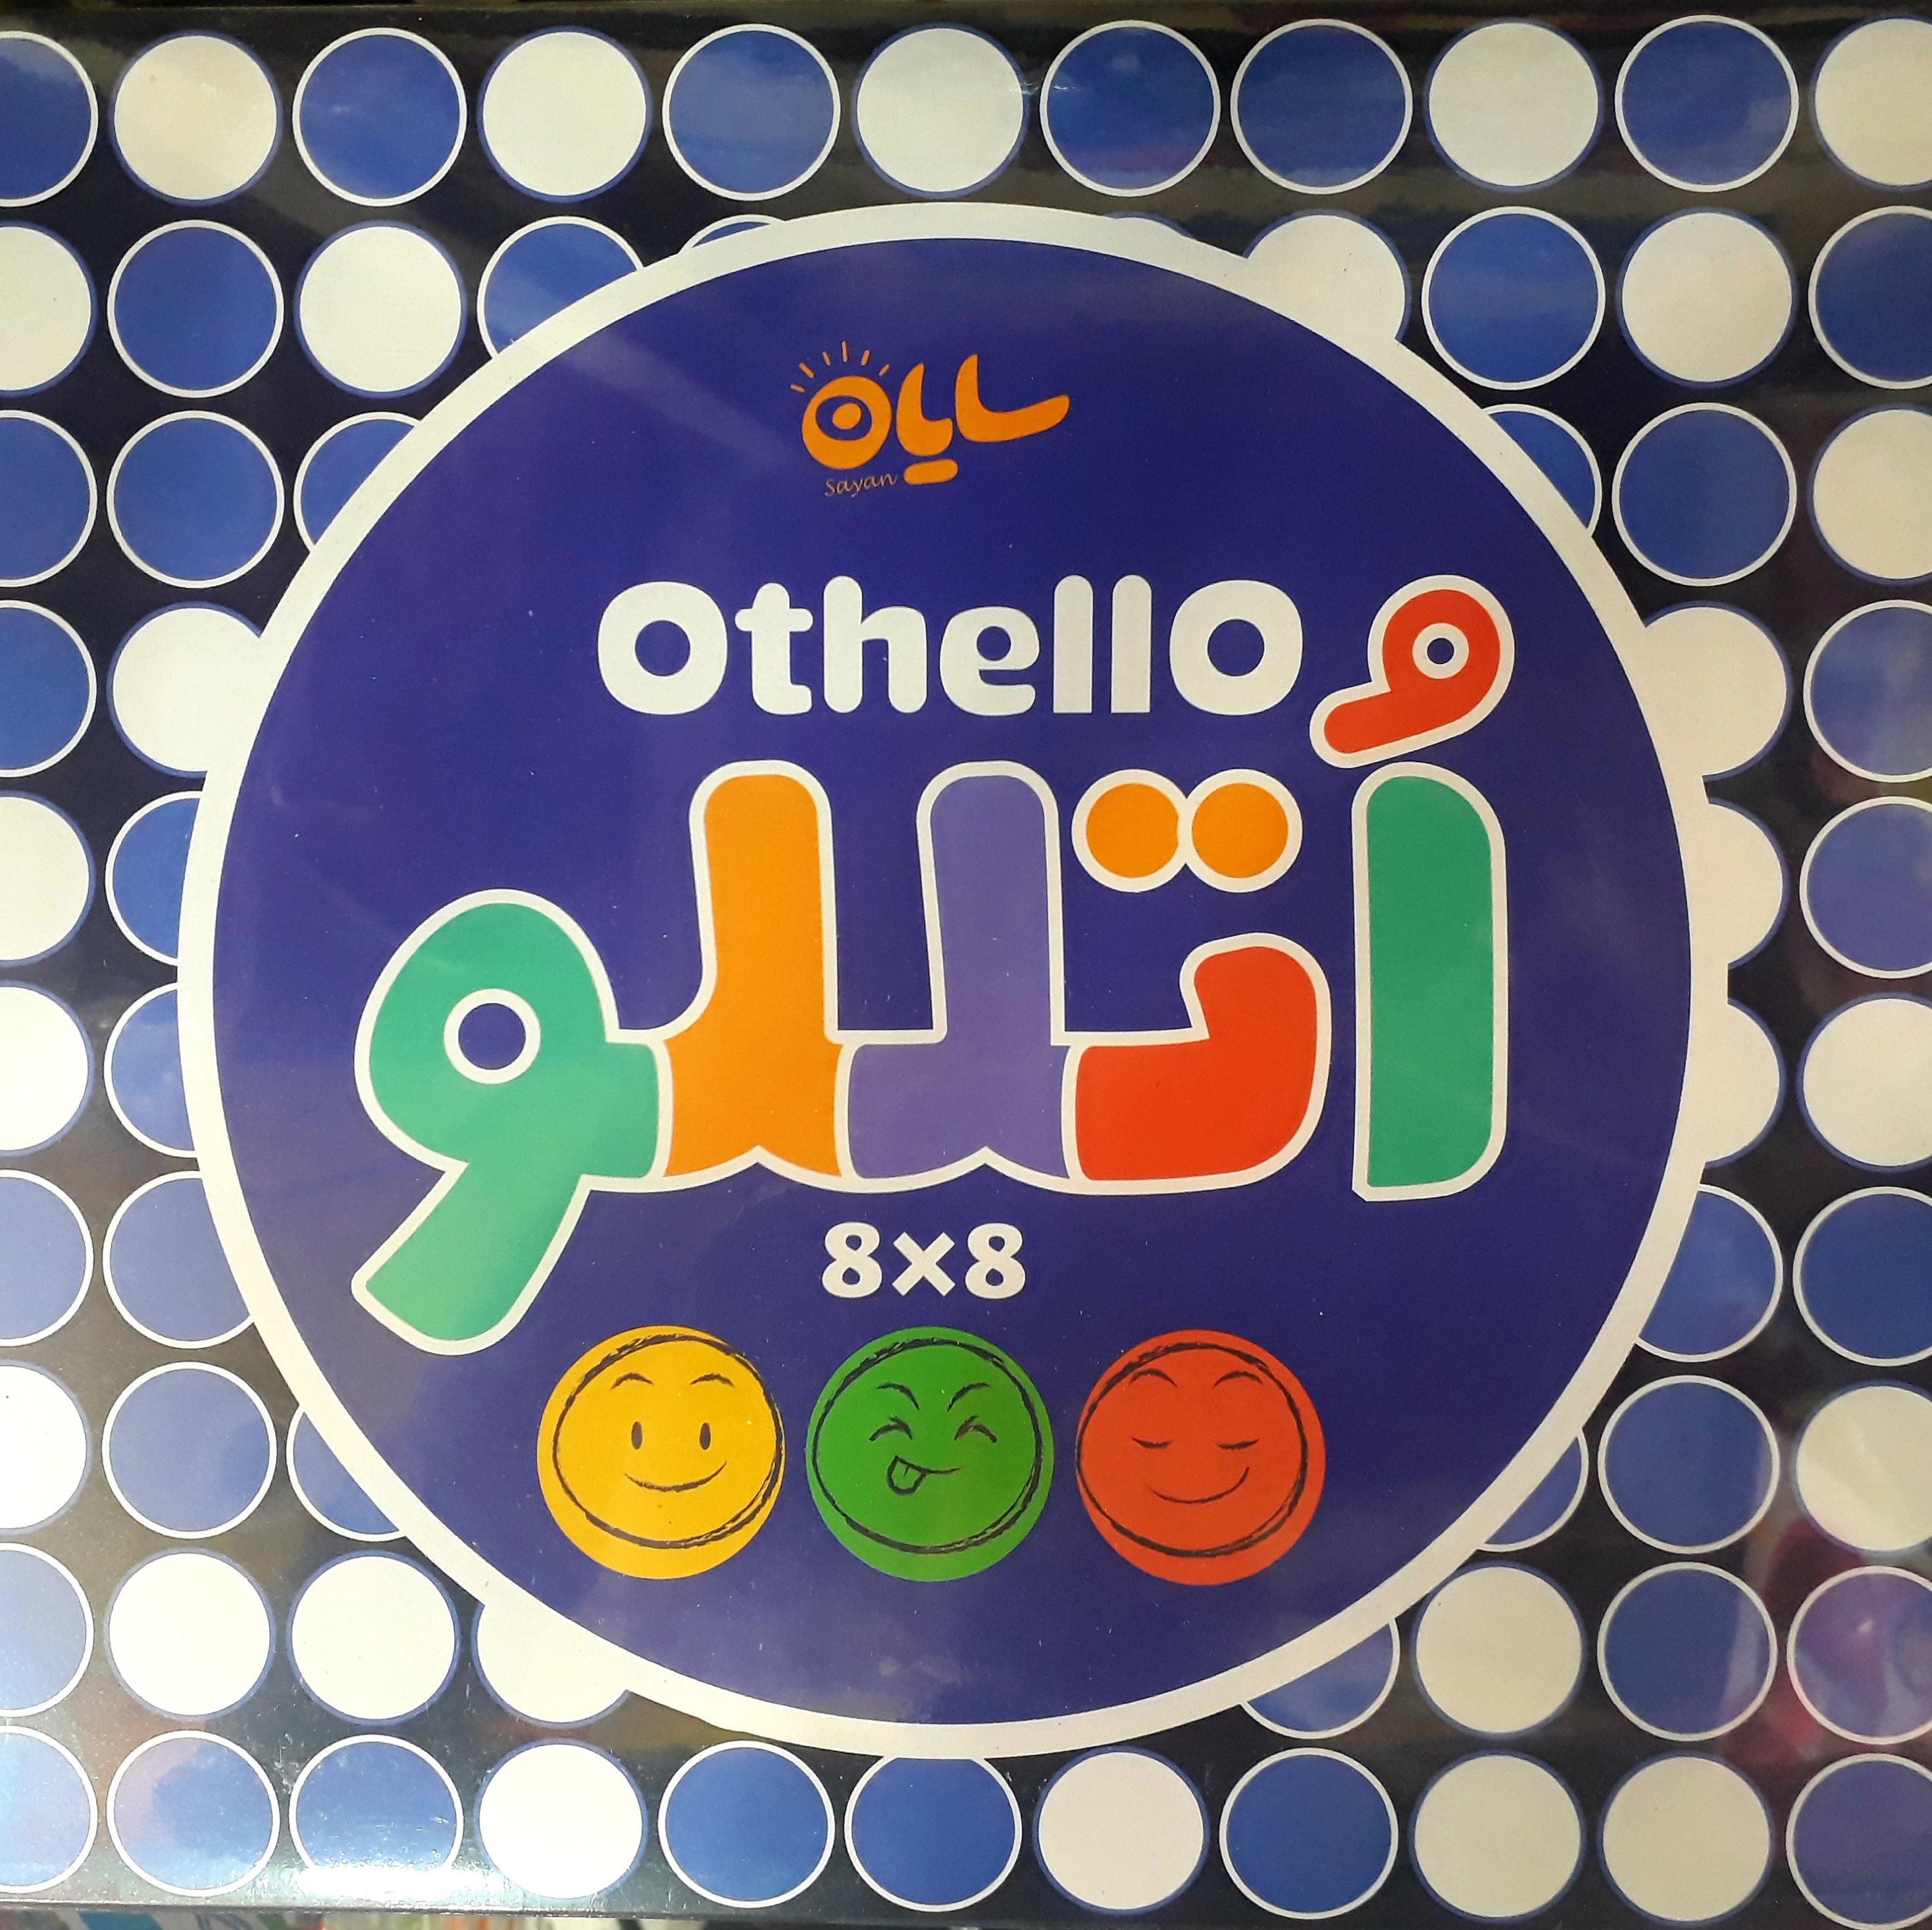 سایان
Sayan
Othello
اُتللو
8×8